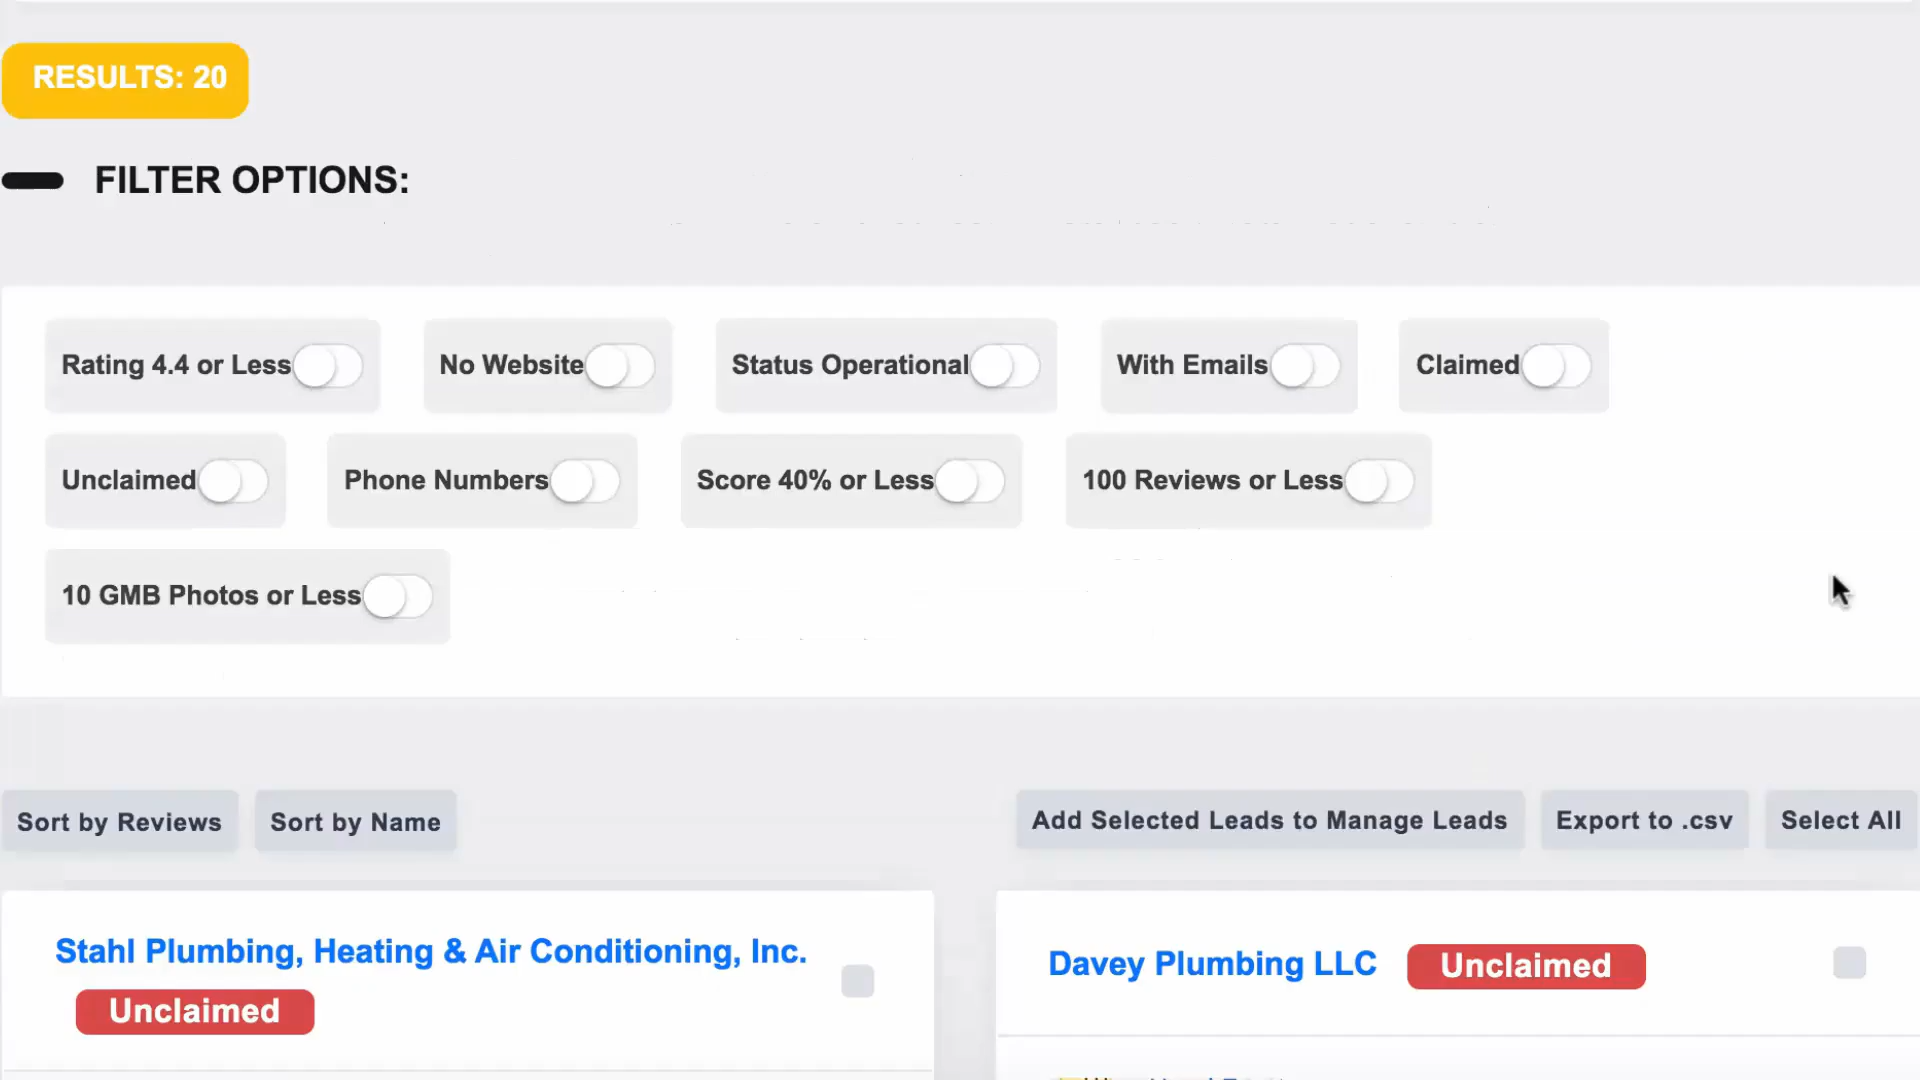 RESULTS: 20
FILTER OPTIONS:
Rating 4.4 or Less No Website Status Operational With Emails Claimed
Unclaimed Phone Numbers Score 40% or Less 100 Reviews or Less
10 GMB Photos or Less
Sort by Reviews Sort by Name Add Selected Leads to Manage Leads Export to .csv Select All
Stahl Plumbing, Heating & Air Conditioning, Inc.
Unclaimed
Davey Plumbing LLC Unclaimed